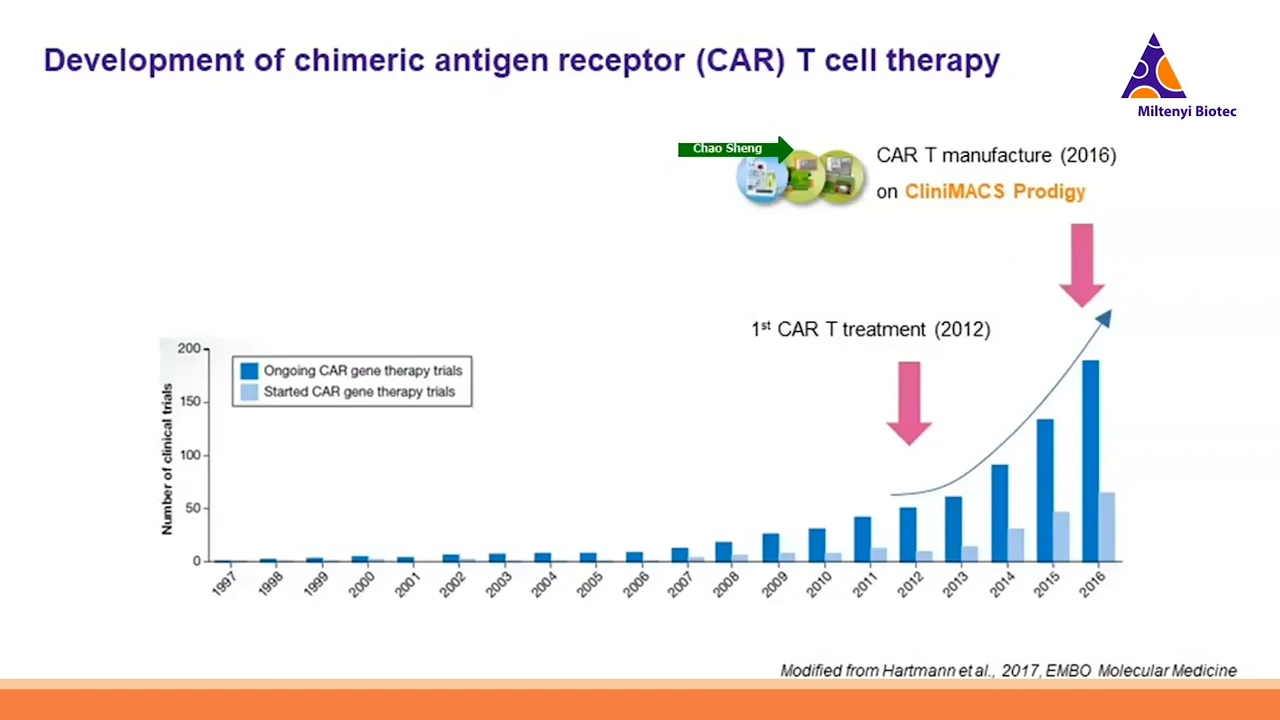 Development of chimeric antigen receptor (CAR) T cell therapy
Miltenyi Biotec
Chao Sheng
CAR T manufacture (2016)
on CliniMACS Prodigy
1st CAR T treatment (2012)
200
150
100
50
0
Number of clinical trials
Ongoing CAR gene therapy trials
Started CAR gene therapy trials
1997
1998
1999
2000
2001
2002
2003
2004
2005
2006
2007
2008
2009
2010
2011
2012
2013
2014
2015
2016
Modified from Hartmann et al., 2017, EMBO Molecular Medicine